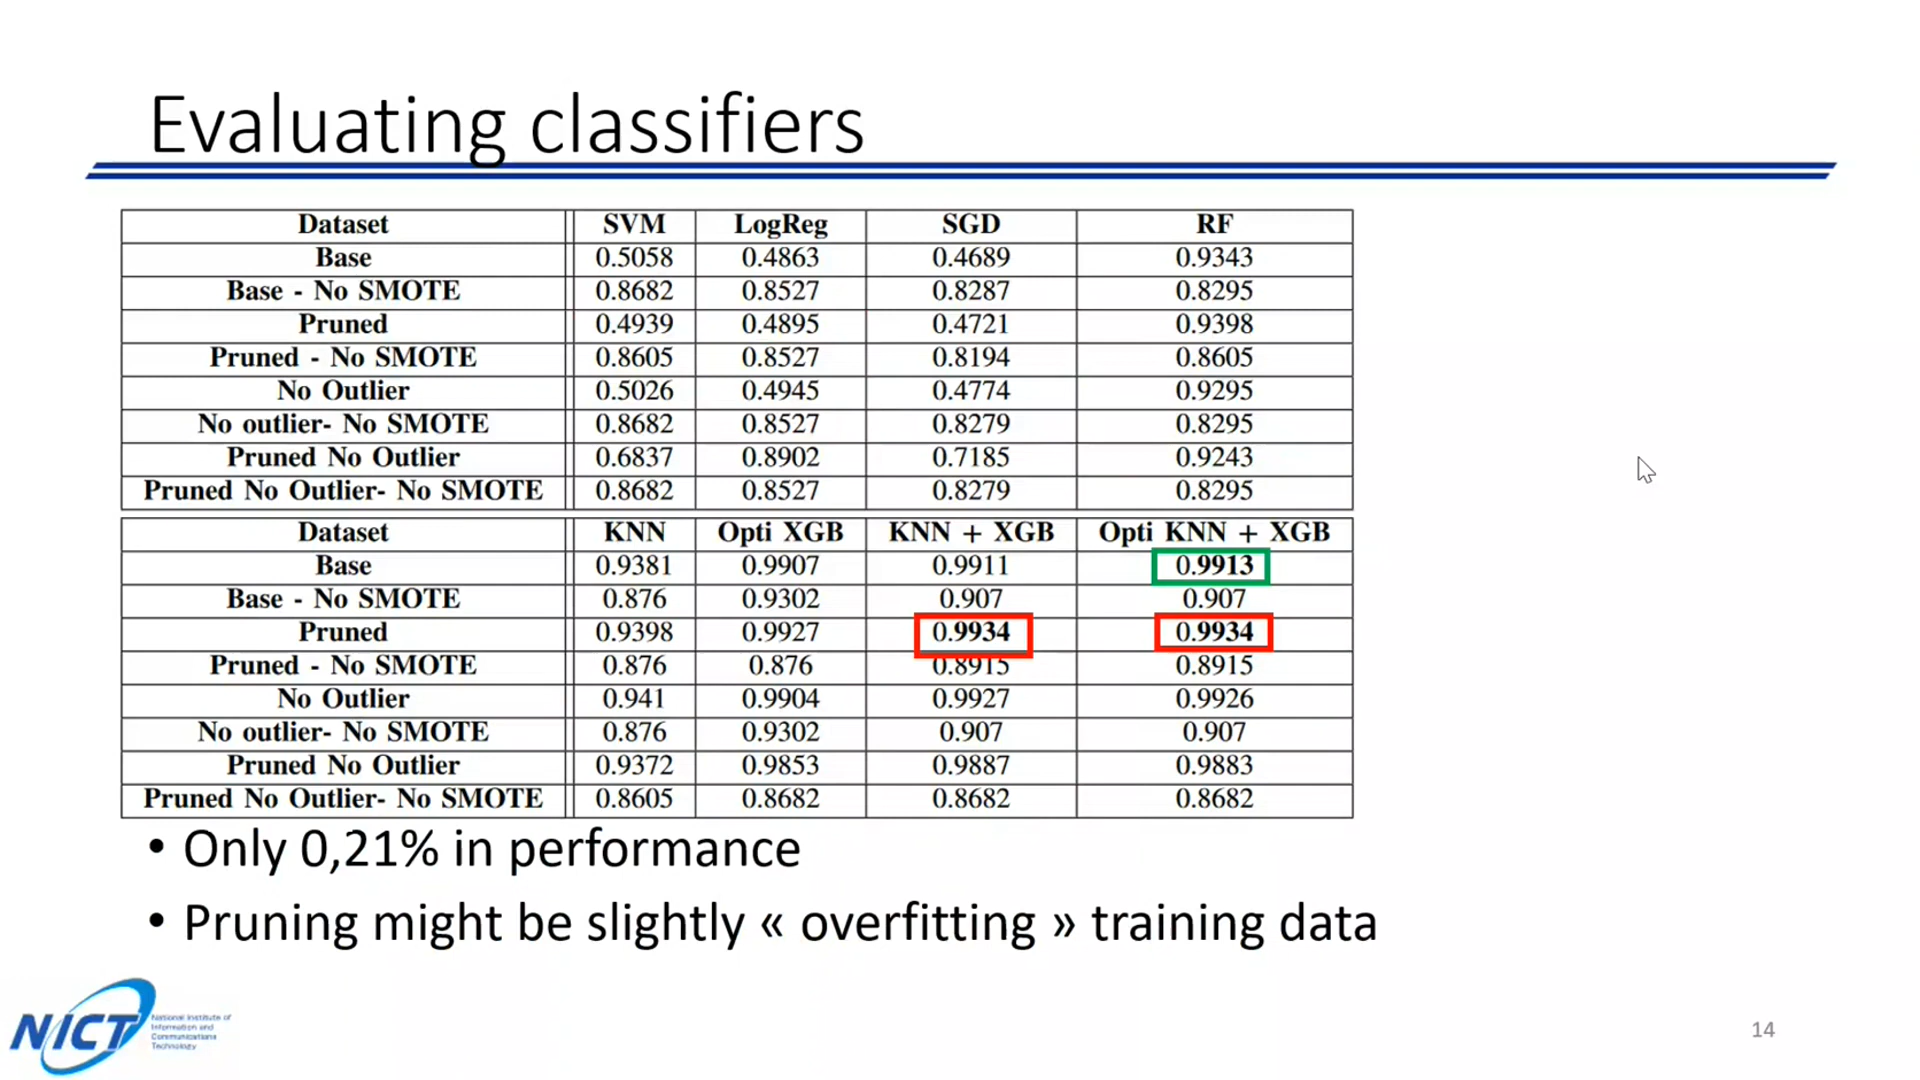 Evaluating classifiers
Dataset SVM LogReg SGD RF
Base 0.5058 0.4863 0.4689 0.9343
Base - No SMOTE 0.8682 0.8527 0.8287 0.8295
Pruned 0.4939 0.4895 0.4721 0.9398
Pruned - No SMOTE 0.8605 0.8527 0.8194 0.8605
No Outlier 0.5026 0.4945 0.4774 0.9295
No outlier- No SMOTE 0.8682 0.8527 0.8279 0.8295
Pruned No Outlier 0.6837 0.8902 0.7185 0.9243
Pruned No Outlier- No SMOTE 0.8682 0.8527 0.8279 0.8295
Dataset KNN Opti XGB KNN + XGB Opti KNN + XGB
Base 0.9381 0.9907 0.9911 0.9913
Base - No SMOTE 0.876 0.9302 0.907 0.907
Pruned 0.9398 0.9927 0.9934 0.9934
Pruned - No SMOTE 0.876 0.876 0.8915 0.8915
No Outlier 0.941 0.9904 0.9927 0.9926
No outlier- No SMOTE 0.876 0.9302 0.907 0.907
Pruned No Outlier 0.9372 0.9853 0.9887 0.9883
Pruned No Outlier- No SMOTE 0.8605 0.8682 0.8682 0.8682
• Only 0,21% in performance
• Pruning might be slightly « overfitting » training data
NICT
National Institute of
Information and
Communications
Technology
14